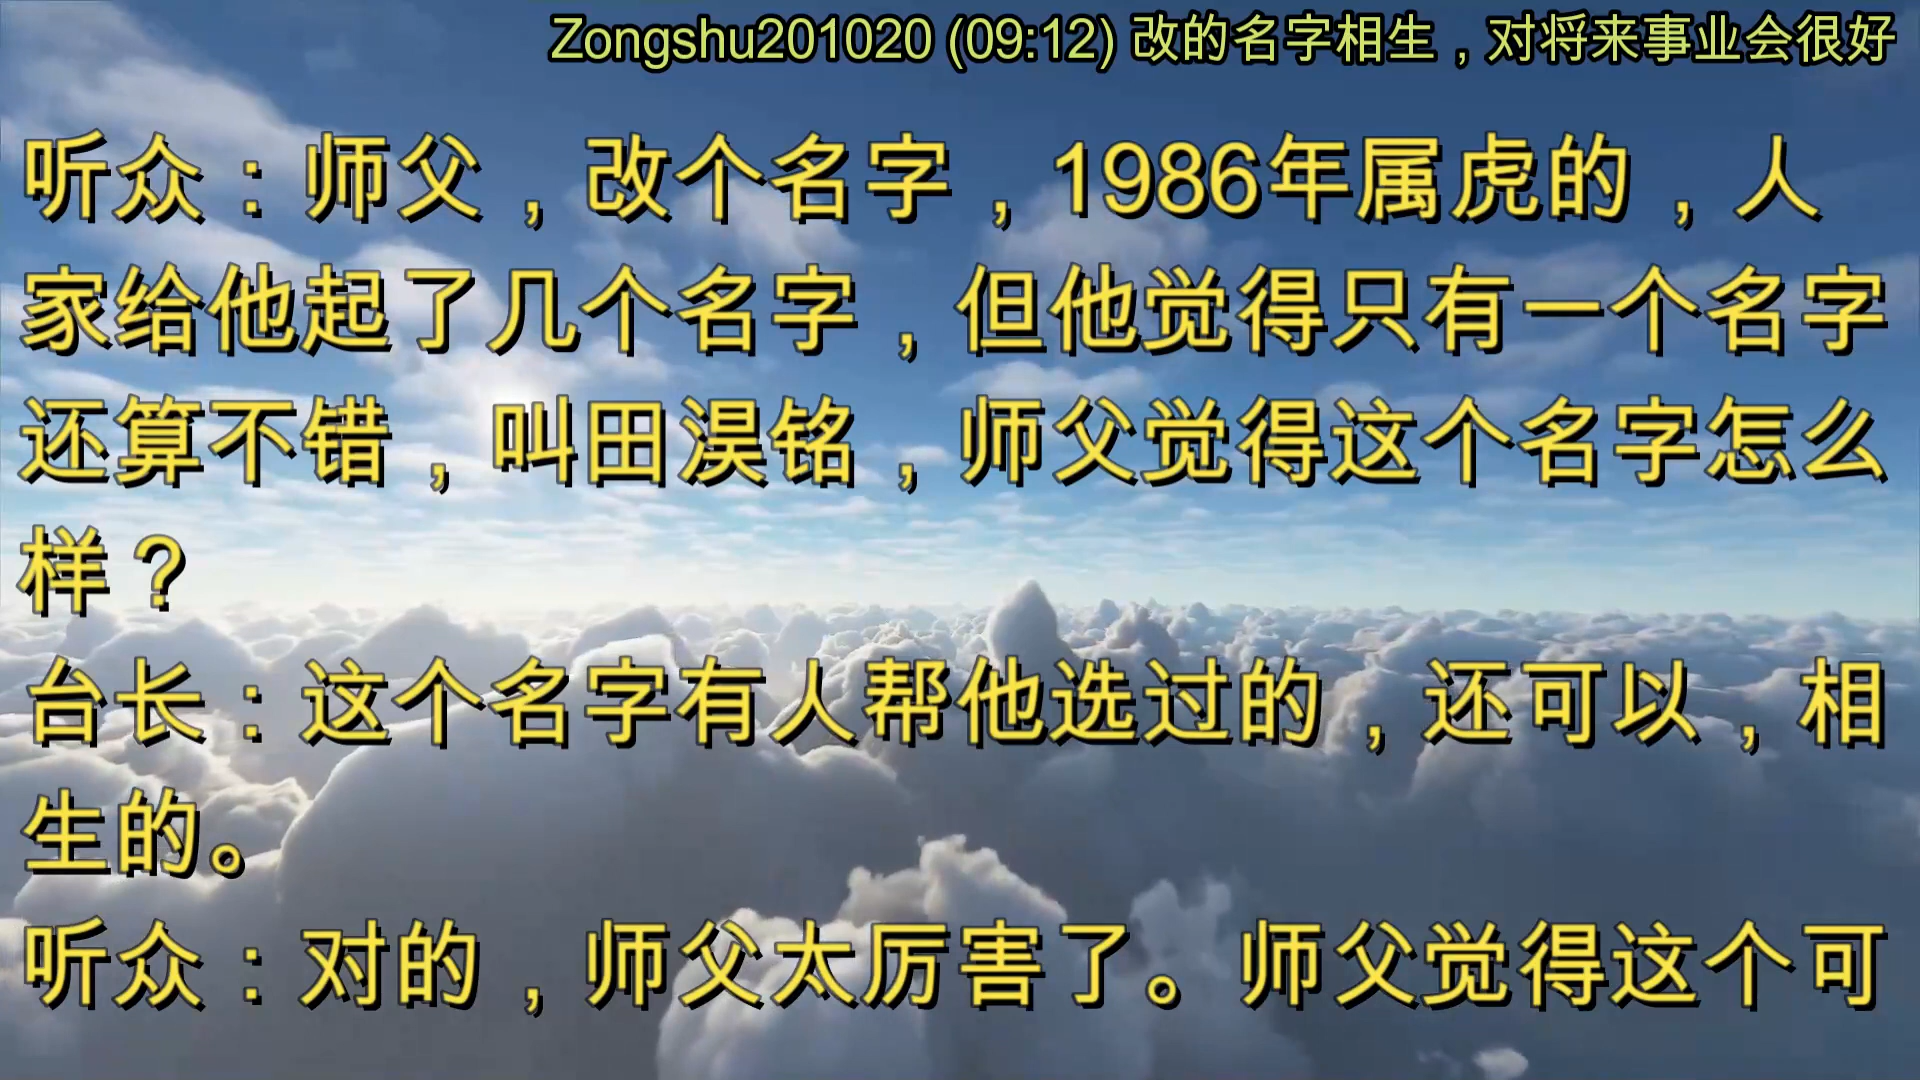 Zongshu201020 (09:12) 改的名字相生，对将来事业会很好
听众：师父，改个名字，1986年属虎的，人
家给他起了几个名字，但他觉得只有一个名字
还算不错，叫田淏铭，师父觉得这个名字怎么
样？
台长：这个名字有人帮他选过的，还可以，相
生的。
听众：对的，师父太厉害了。师父觉得这个可